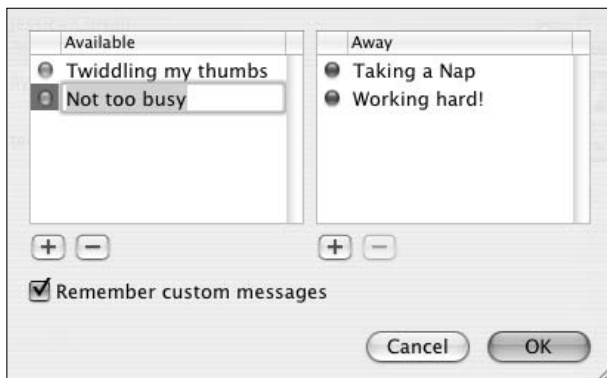 Available
Twiddling my thumbs
Not too busy
Away
Taking a Nap
Working hard!
Remember custom messages
Cancel
OK